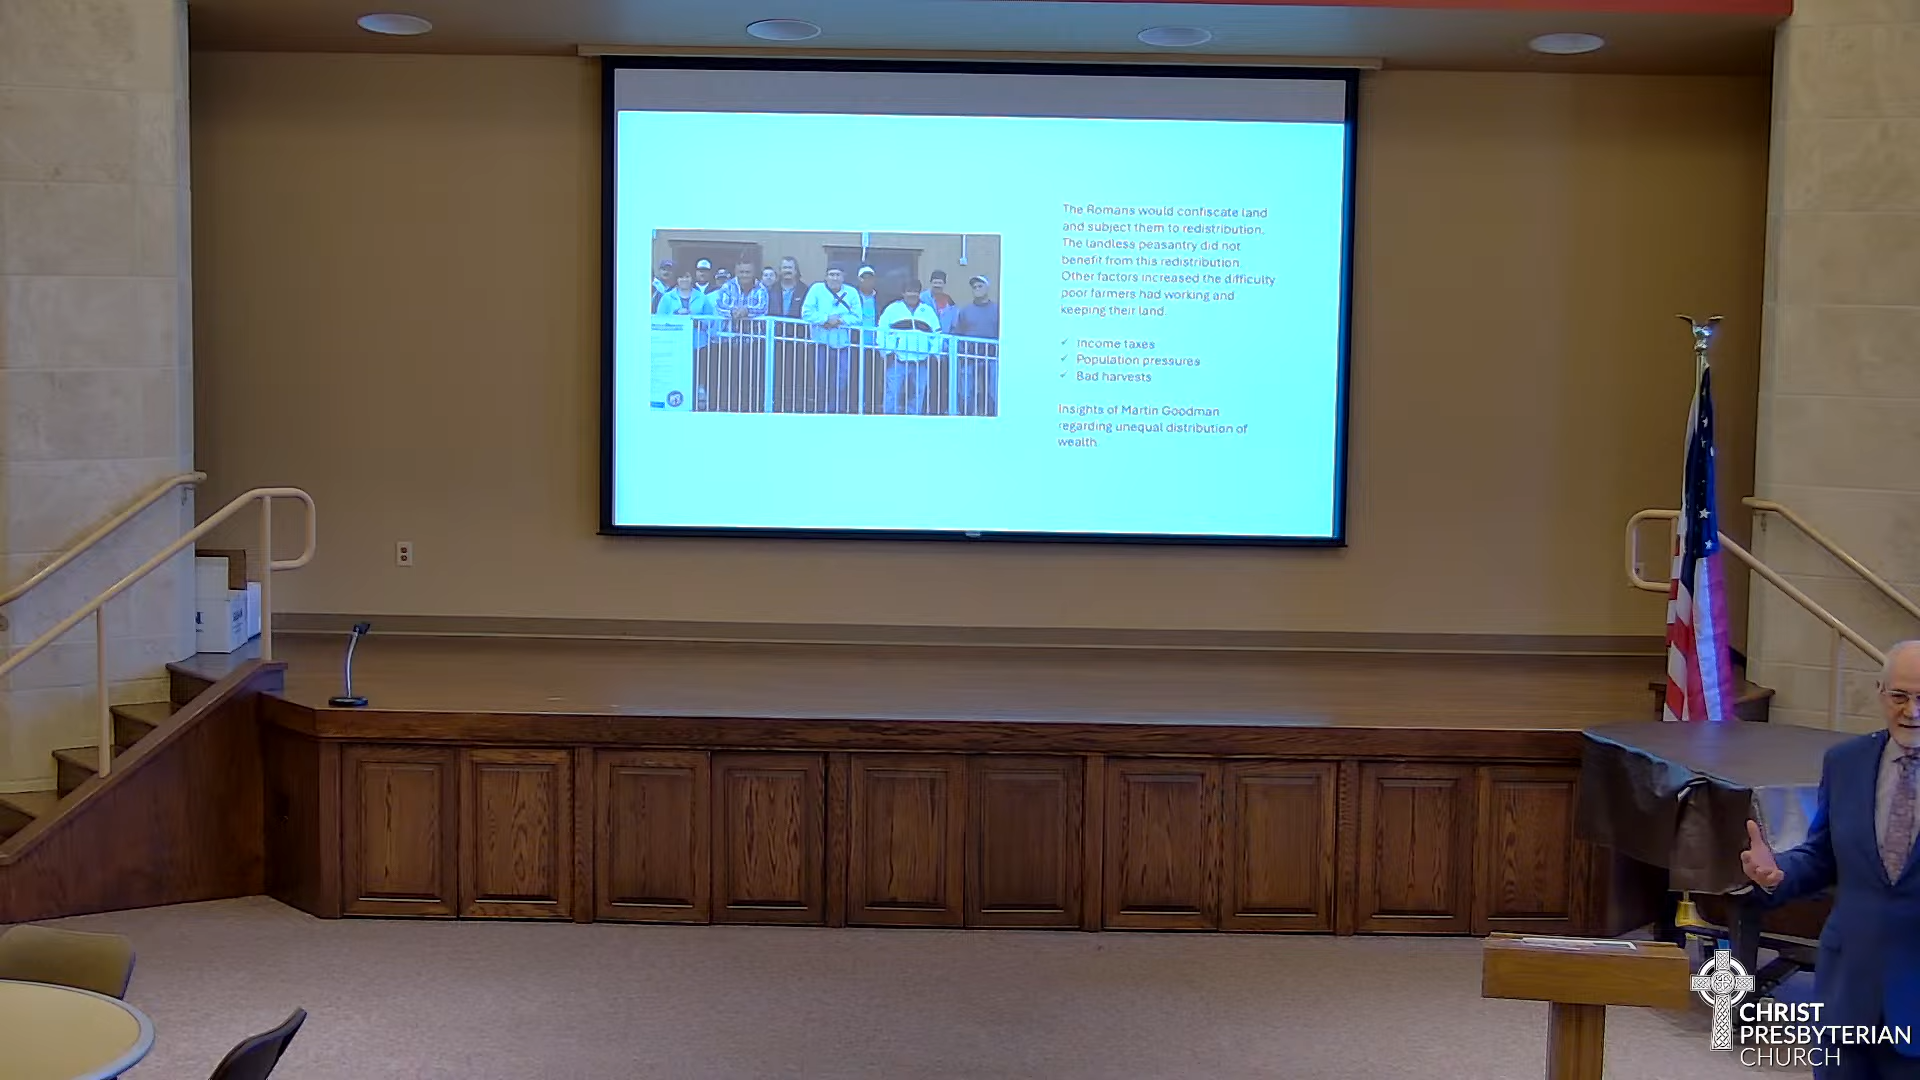 The Romans would confiscate land
and subject them to redistribution.
The landless peasantry did not
benefit from this redistribution.
Other factors increased the difficulty
poor farmers had working and
keeping their land.
✓ Income taxes
✓ Population pressures
✓ Bad harvests
Insights of Martin Goodman
regarding unequal distribution of
wealth.
CHRIST
PRESBYTERIAN
CHURCH